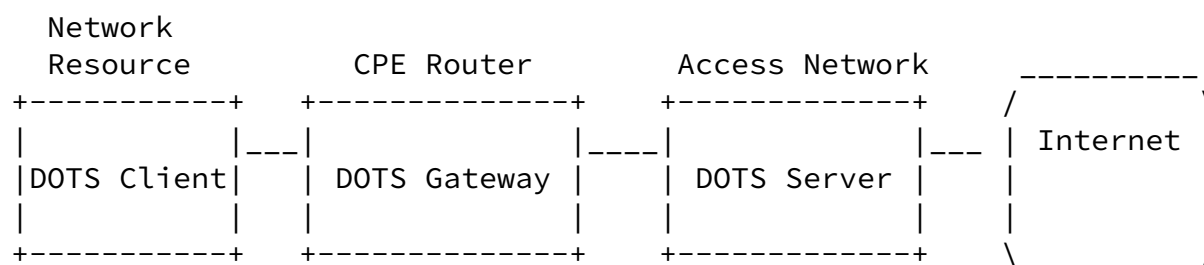 Network
Resource CPE Router Access Network
Internet
DOTS Client DOTS Gateway DOTS Server